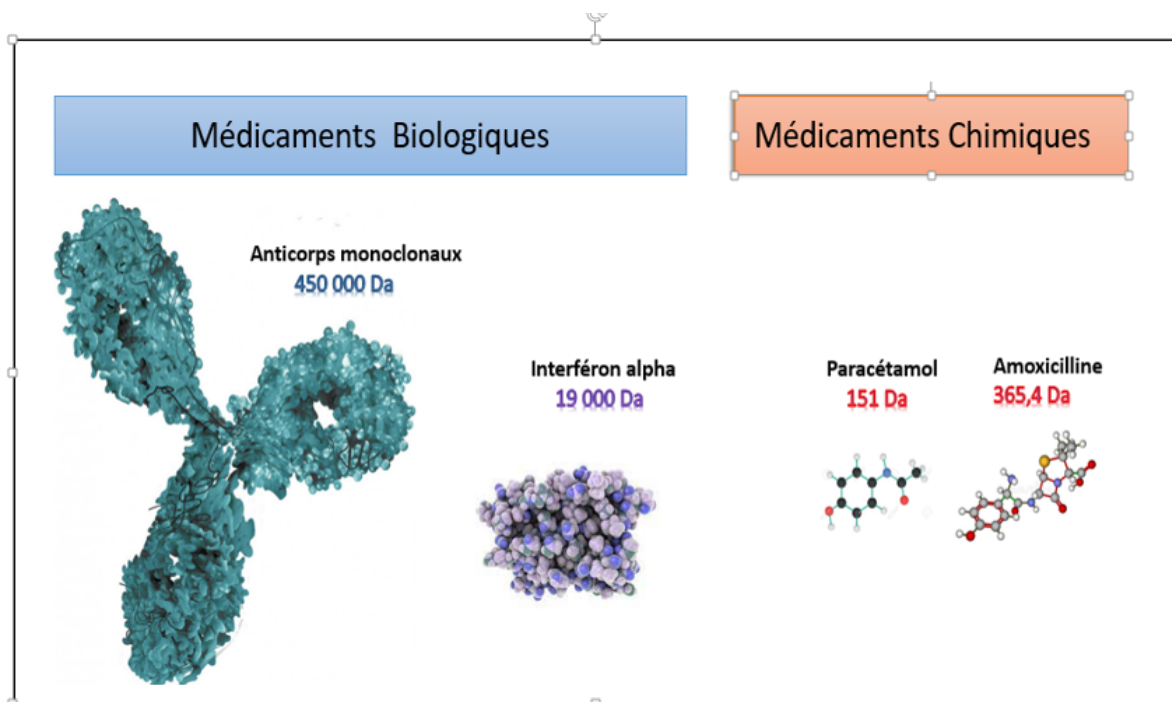 Médicaments Biologiques
Médicaments Chimiques
Anticorps monoclonaux
450 000 Da
Interféron alpha
19 000 Da
Paracétamol
151 Da
Amoxicilline
365,4 Da